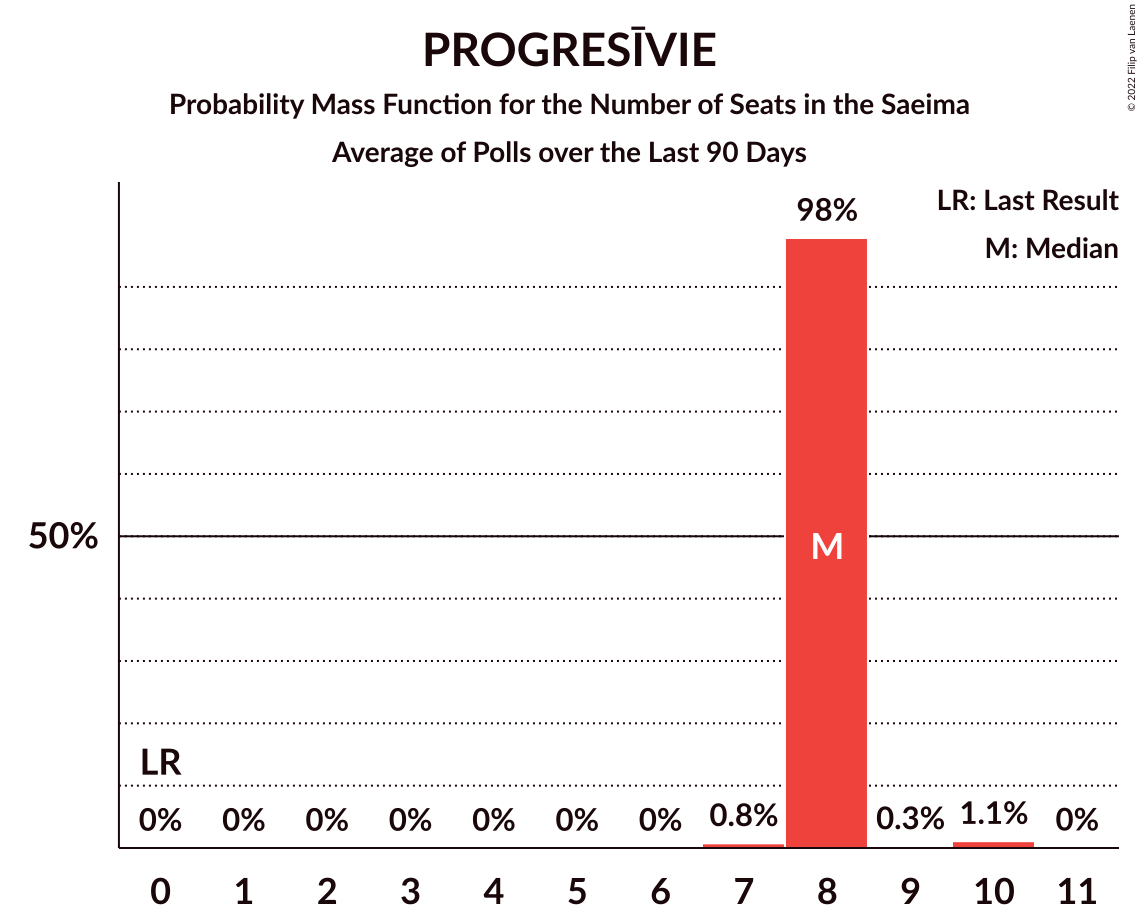 PROGRESĪVIE
Probability Mass Function for the Number of Seats in the Saeima
Average of Polls over the Last 90 Days
© 2022 Filip van Laenen
LR: Last Result
M: Median
98%
50%
M
LR
0% 0% 0% 0% 0% 0% 0% 0.8% 0.3% 1.1% 0%
0 1 2 3 4 5 6 7 8 9 10 11